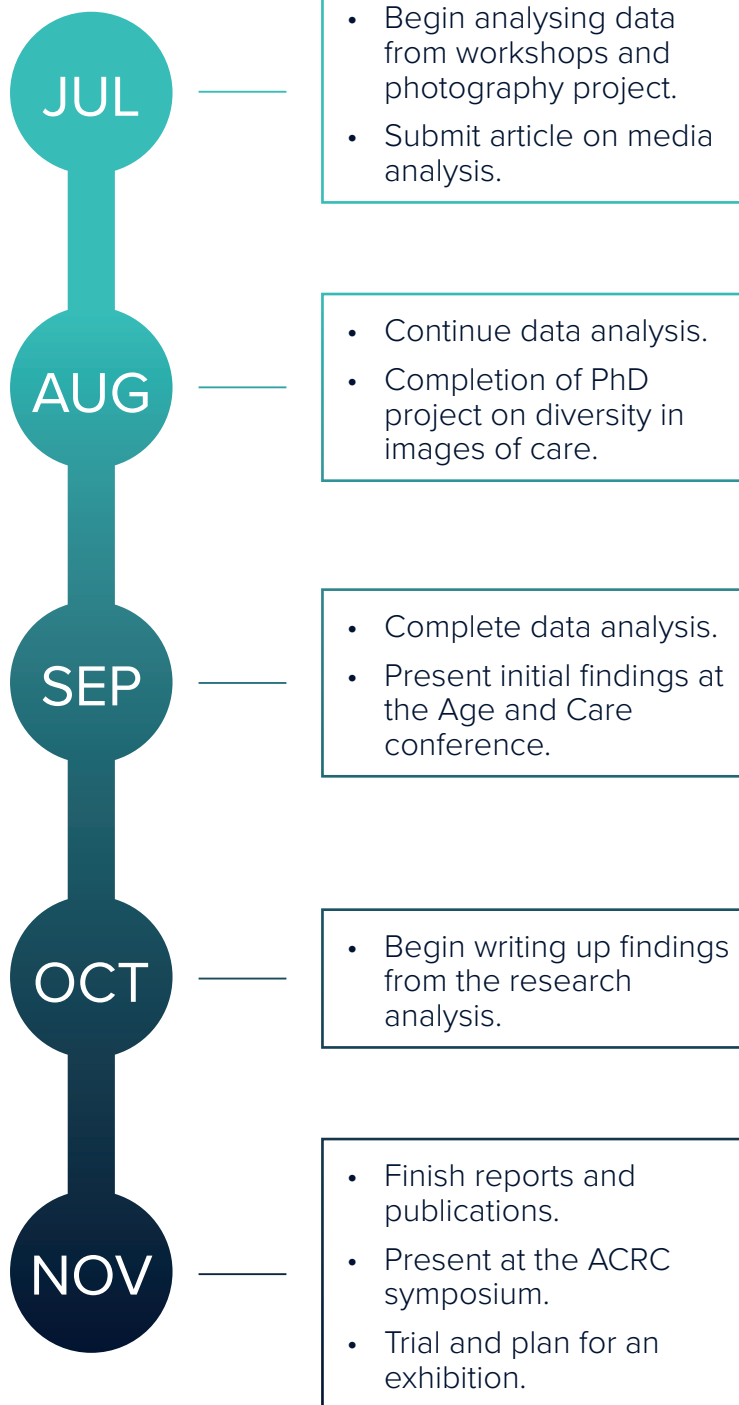 JUL
• Begin analysing data
from workshops and
photography project.
• Submit article on media
analysis.
AUG
• Continue data analysis.
• Completion of PhD
project on diversity in
images of care.
SEP
• Complete data analysis.
• Present initial findings at
the Age and Care
conference.
OCT
• Begin writing up findings
from the research
analysis.
NOV
• Finish reports and
publications.
• Present at the ACRC
symposium.
• Trial and plan for an
exhibition.